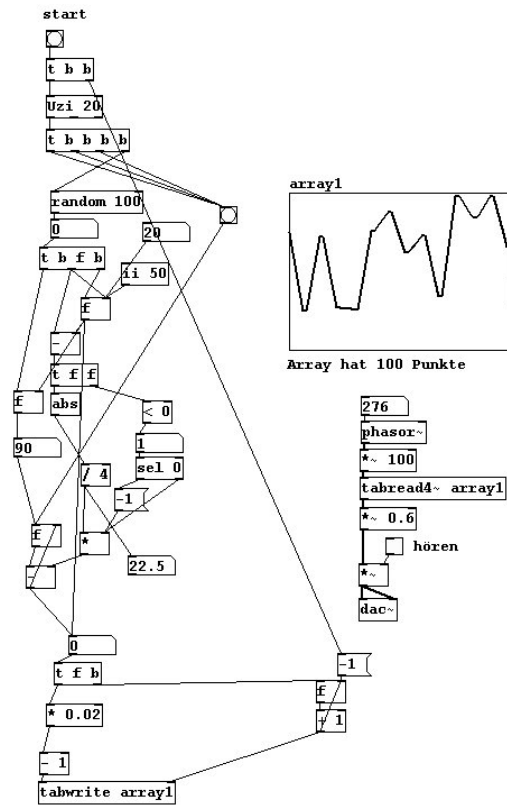 start
t b b
Uzi 20
t b b b b
random 100
0
20
t b f b
ii 50
f
-
t f f
f
abs
< 0
90
1
/ 4
sel 0
-1
f
*
-
22.5
0
t f b
-1
f
* 0.02
+ 1
- 1
tabwrite array1
array1
Array hat 100 Punkte
276
phasor~
*~ 100
tabread4~ array1
*~ 0.6
hören
*~
dac~